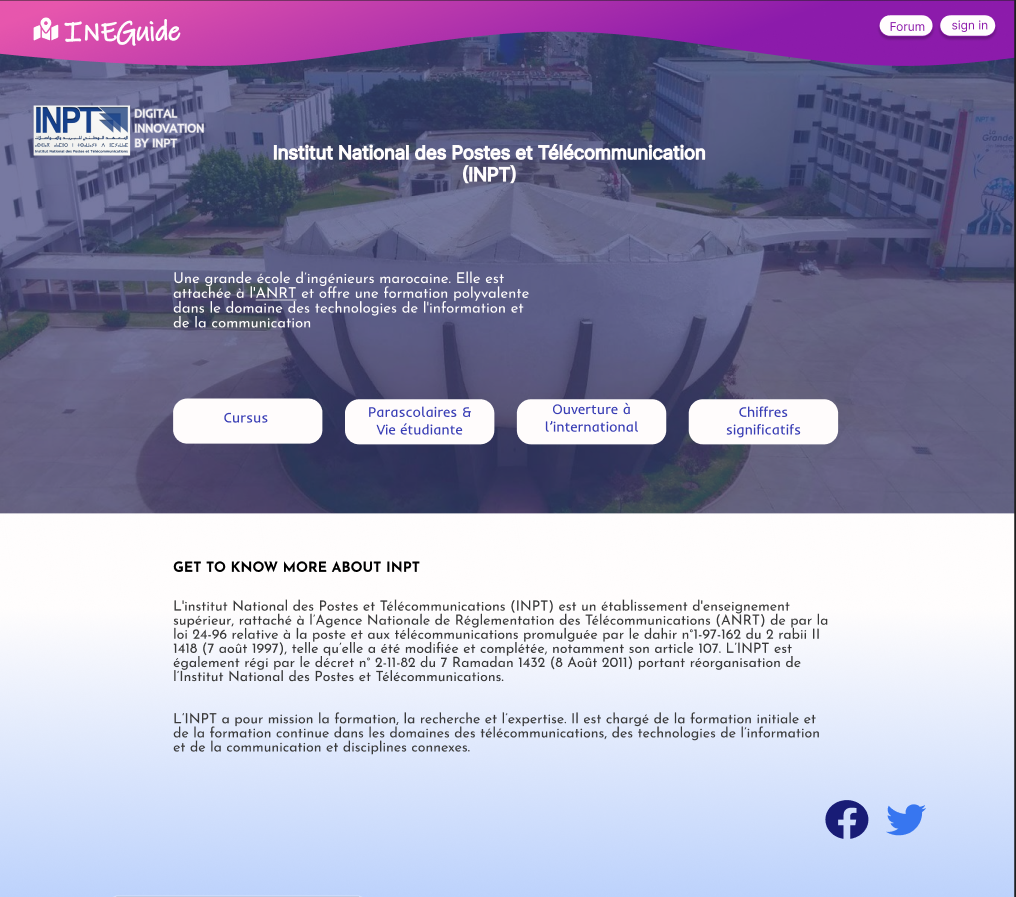 INEGuide
Forum
sign in
INPT
DIGITAL
INNOVATION
BY INPT
Institut National des Postes et Télécommunications
Institut National des Postes et Télécommunication
(INPT)
Une grande école d'ingénieurs marocaine. Elle est
attachée à l'ANRT et offre une formation polyvalente
dans le domaine des technologies de l'information et
de la communication
Cursus
Parascolaires &
Vie étudiante
Ouverture à
l’international
Chiffres
significatifs
GET TO KNOW MORE ABOUT INPT
L'institut National des Postes et Télécommunications (INPT) est un établissement d'enseignement
supérieur, rattaché à l’Agence Nationale de Réglementation des Télécommunications (ANRT) de par la
loi 24-96 relative à la poste et aux télécommunications promulguée par le dahir n°1-97-162 du 2 rabii II
1418 (7 août 1997), telle qu’elle a été modifiée et complétée, notamment son article 107. L’INPT est
également régi par le décret n° 2-11-82 du 7 Ramadan 1432 (8 Août 2011) portant réorganisation de
l’Institut National des Postes et Télécommunications.
L’INPT a pour mission la formation, la recherche et l’expertise. Il est chargé de la formation initiale et
de la formation continue dans les domaines des télécommunications, des technologies de l’information
et de la communication et disciplines connexes.